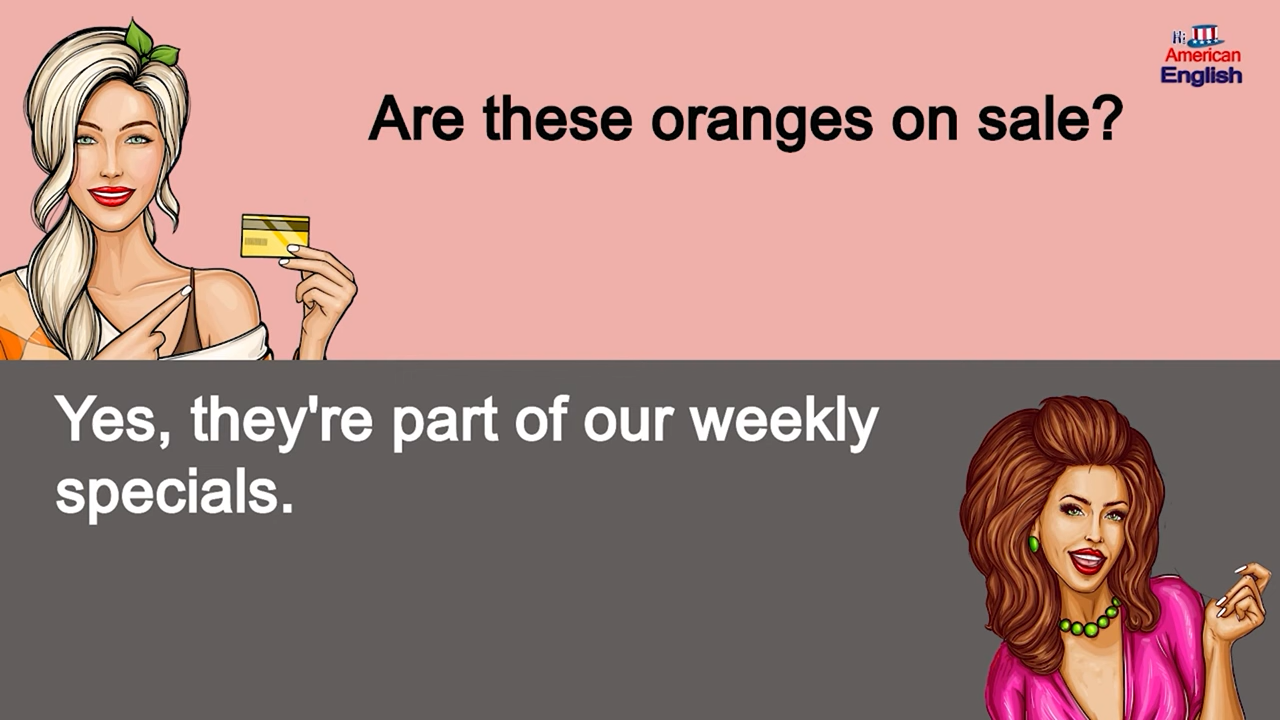 Hi
American
English
Are these oranges on sale?
Yes, they're part of our weekly
specials.